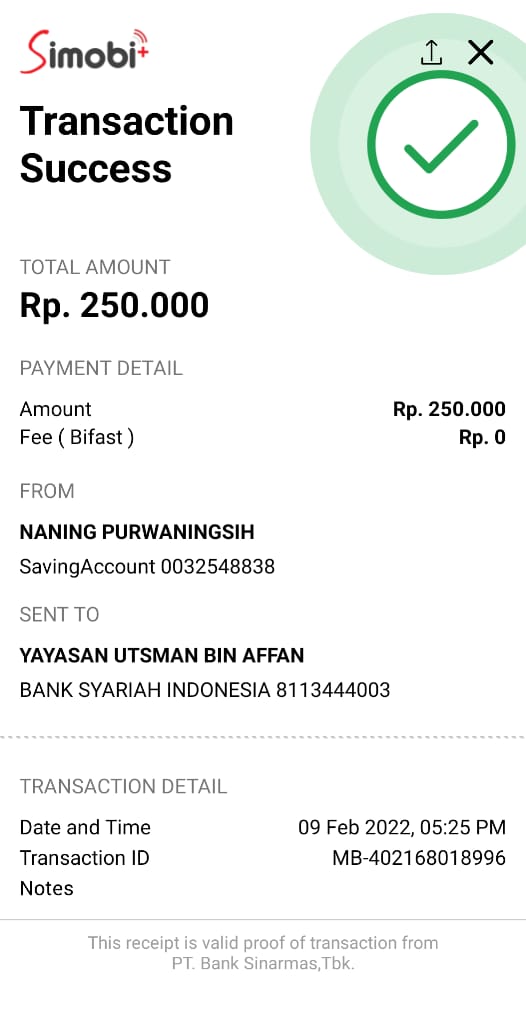 Simobi+
Transaction
Success
TOTAL AMOUNT
Rp. 250.000
PAYMENT DETAIL
Amount Rp. 250.000
Fee ( Bifast ) Rp. 0
FROM
NANING PURWANINGSIH
SavingAccount 0032548838
SENT TO
YAYASAN UTSMAN BIN AFFAN
BANK SYARIAH INDONESIA 8113444003
TRANSACTION DETAIL
Date and Time 09 Feb 2022, 05:25 PM
Transaction ID MB-402168018996
Notes
This receipt is valid proof of transaction from
PT. Bank Sinarmas,Tbk.